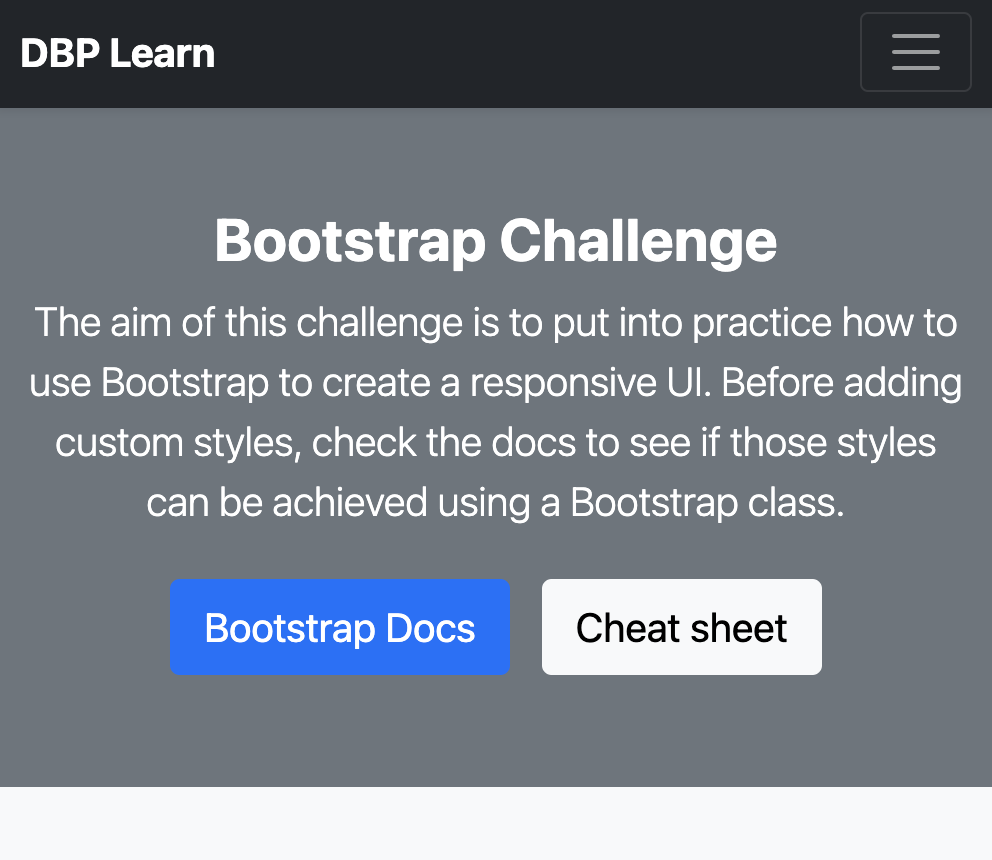 DBP Learn
Bootstrap Challenge
The aim of this challenge is to put into practice how to
use Bootstrap to create a responsive UI. Before adding
custom styles, check the docs to see if those styles
can be achieved using a Bootstrap class.
Bootstrap Docs
Cheat sheet